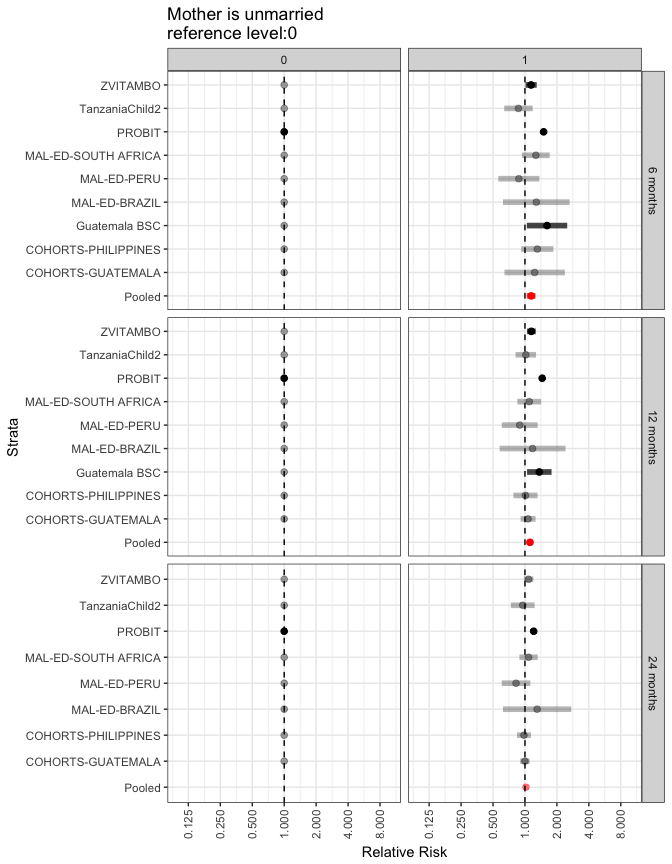 Mother is unmarried
reference level:0
0
1
ZVITAMBO
TanzaniaChild2
PROBIT
MAL-ED-SOUTH AFRICA
MAL-ED-PERU
MAL-ED-BRAZIL
Guatemala BSC
COHORTS-PHILIPPINES
COHORTS-GUATEMALA
Pooled
6 months
ZVITAMBO
TanzaniaChild2
PROBIT
MAL-ED-SOUTH AFRICA
MAL-ED-PERU
MAL-ED-BRAZIL
Guatemala BSC
COHORTS-PHILIPPINES
COHORTS-GUATEMALA
Pooled
12 months
Strata
ZVITAMBO
TanzaniaChild2
PROBIT
MAL-ED-SOUTH AFRICA
MAL-ED-PERU
MAL-ED-BRAZIL
COHORTS-PHILIPPINES
COHORTS-GUATEMALA
Pooled
24 months
0.125 0.250 0.500 1.000 2.000 4.000 8.000
0.125 0.250 0.500 1.000 2.000 4.000 8.000
Relative Risk